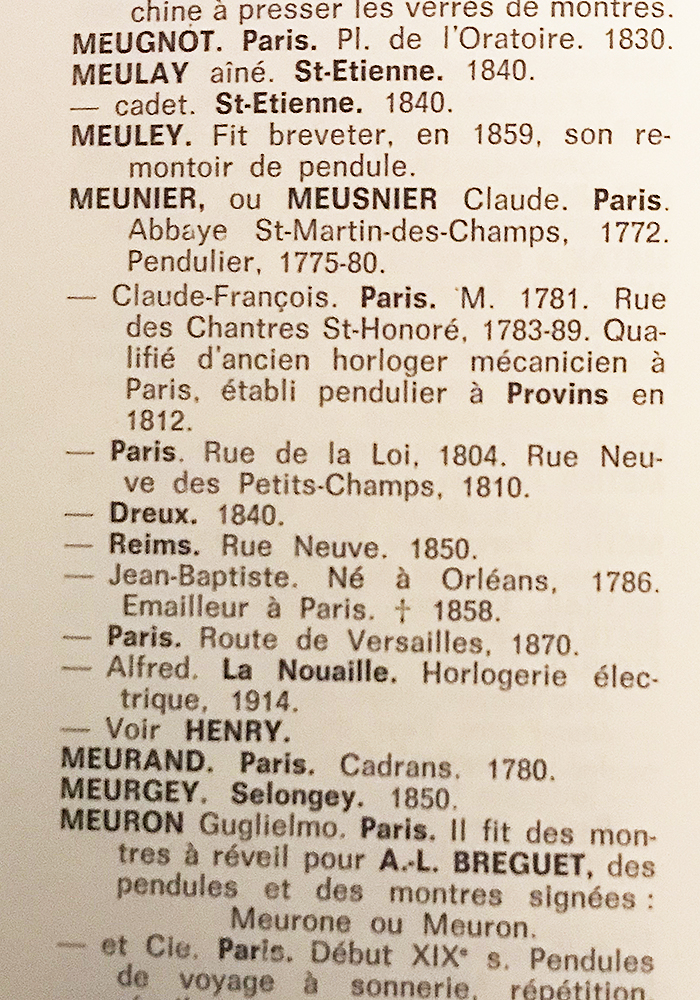 chine à presser les verres de montres.
MEUGNOT. Paris. Pl. de l'Oratoire. 1830.
MEULAY aîné. St-Etienne. 1840.
— cadet. St-Etienne. 1840.
MEULEY. Fit breveter, en 1859, son re-
montoir de pendule.
MEUNIER, ou MEUSNIER Claude. Paris.
Abbaye St-Martin-des-Champs, 1772.
Pendulier, 1775-80.
— Claude-François. Paris. M. 1781. Rue
des Chantres St-Honoré, 1783-89. Qua-
lifié d'ancien horloger mécanicien à
Paris, établi pendulier à Provins en
1812.
— Paris. Rue de la Loi, 1804. Rue Neu-
ve des Petits-Champs, 1810.
— Dreux. 1840.
— Reims. Rue Neuve. 1850.
— Jean-Baptiste. Né à Orléans, 1786.
Emailleur à Paris. † 1858.
— Paris. Route de Versailles, 1870.
— Alfred. La Nouaille. Horlogerie élec-
trique, 1914.
— Voir HENRY.
MEURAND. Paris. Cadrans. 1780.
MEURGEY. Selongey. 1850.
MEURON Guglielmo. Paris. Il fit des mon-
tres à réveil pour A.-L. BREGUET, des
pendules et des montres signées :
Meurone ou Meuron.
— et Cie. Paris. Début XIXe s. Pendules
de voyage à sonnerie, répétition,